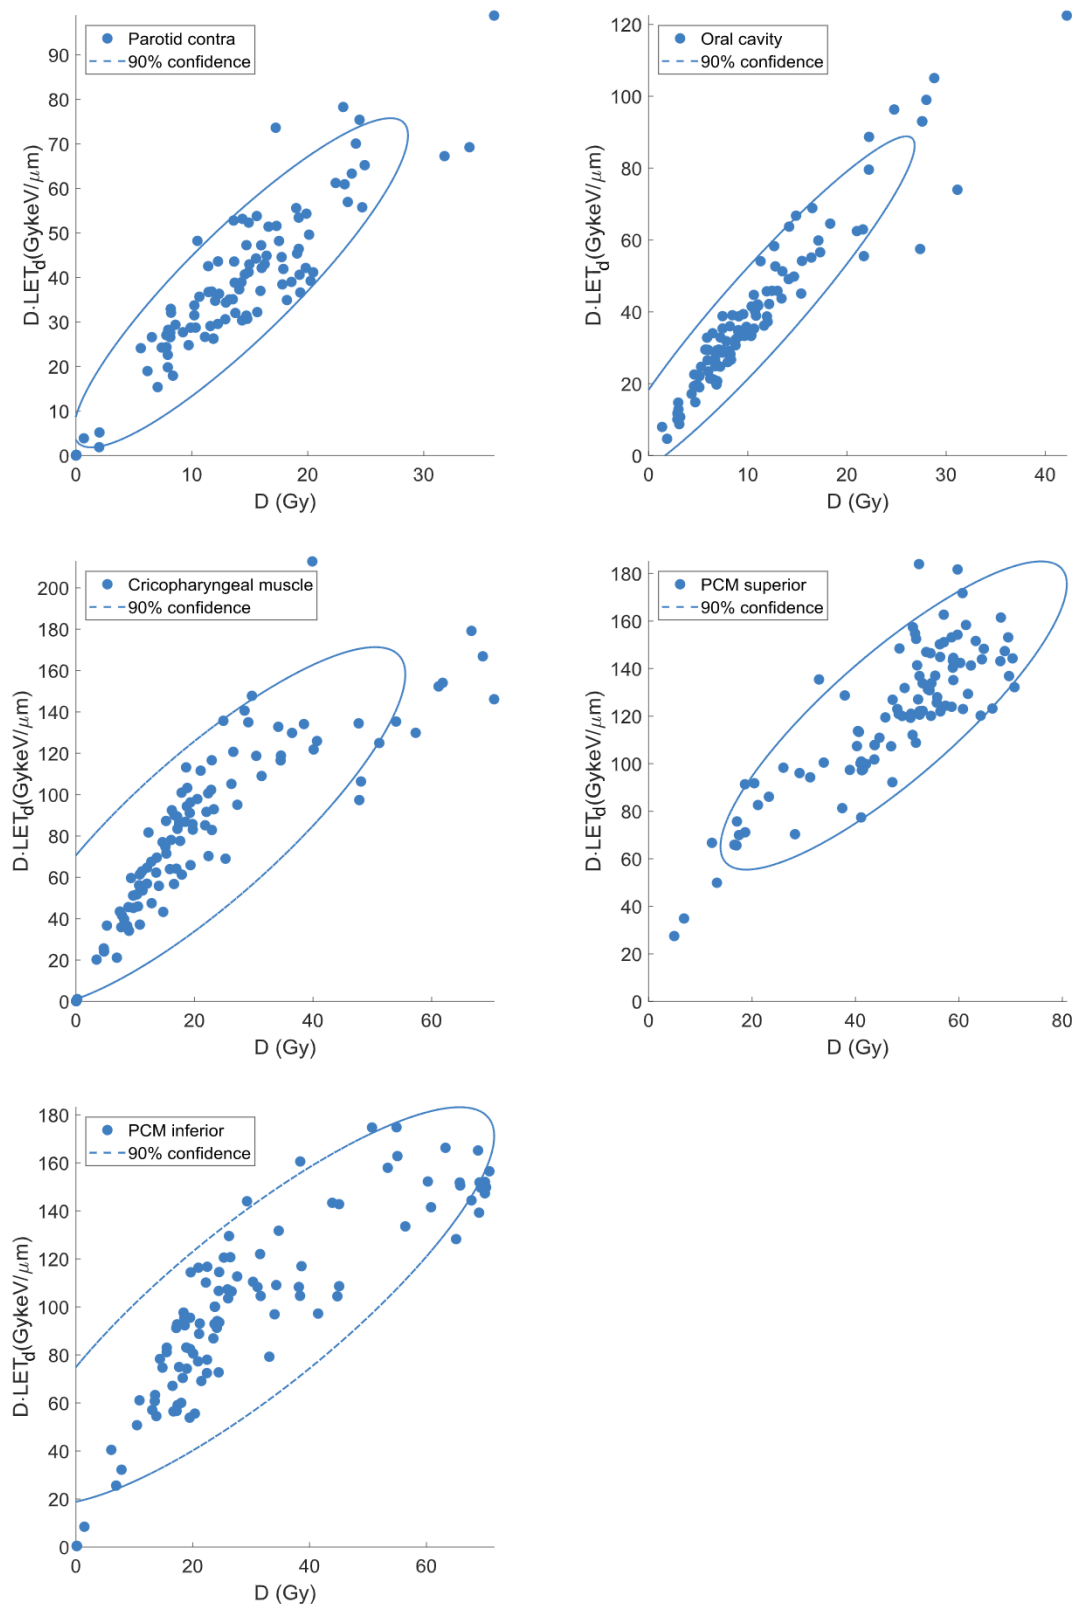 Parotid contra
90% confidence
D·LETd(GykeV/μm)
0 10 20 30 40 50 60 70 80 90
0 10 20 30
D (Gy)
Oral cavity
90% confidence
D·LETd(GykeV/μm)
0 20 40 60 80 100 120
0 10 20 30 40
D (Gy)
Cricopharyngeal muscle
90% confidence
D·LETd(GykeV/μm)
0 20 40 60 80 100 120 140 160 180 200
0 20 40 60
D (Gy)
PCM superior
90% confidence
D·LETd(GykeV/μm)
0 20 40 60 80 100 120 140 160 180
0 20 40 60 80
D (Gy)
PCM inferior
90% confidence
D·LETd(GykeV/μm)
0 20 40 60 80 100 120 140 160 180
0 20 40 60
D (Gy)